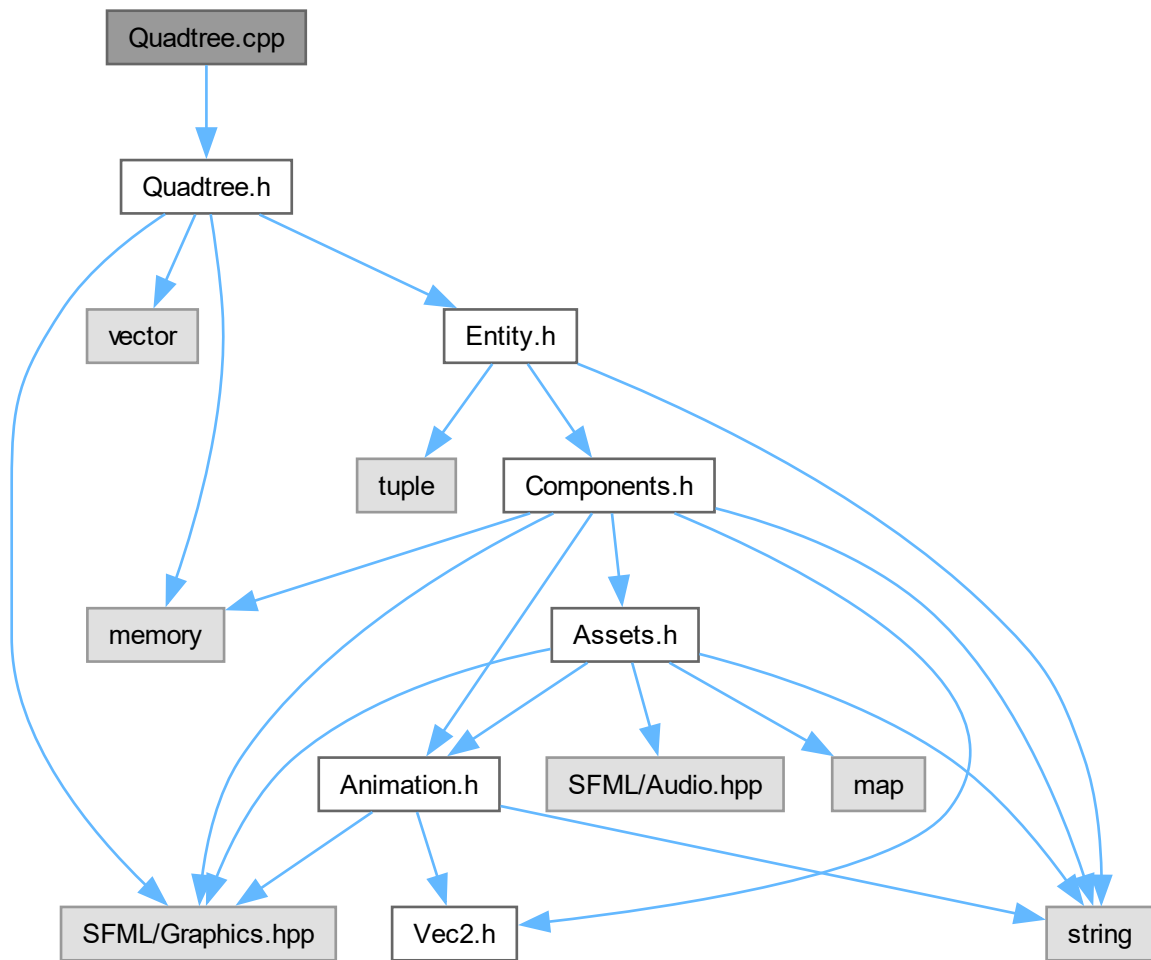 Quadtree.cpp
Quadtree.h
vector
Entity.h
tuple
Components.h
memory
Assets.h
Animation.h
SFML/Audio.hpp
map
SFML/Graphics.hpp
Vec2.h
string